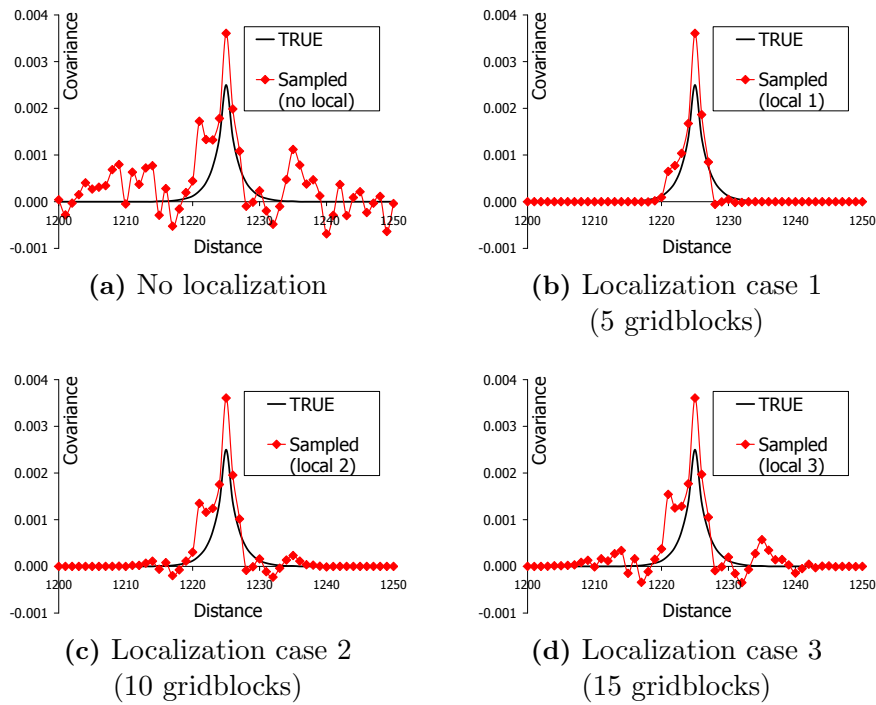 0.004
0.003
0.002
0.001
0.000
-0.001
Covariance
TRUE
Sampled
(no local)
1200 1210 1220 1230 1240 1250
Distance
(a) No localization
0.004
0.003
0.002
0.001
0.000
-0.001
Covariance
TRUE
Sampled
(local 1)
1200 1210 1220 1230 1240 1250
Distance
(b) Localization case 1
(5 gridblocks)
0.004
0.003
0.002
0.001
0.000
-0.001
Covariance
TRUE
Sampled
(local 2)
1200 1210 1220 1230 1240 1250
Distance
(c) Localization case 2
(10 gridblocks)
0.004
0.003
0.002
0.001
0.000
-0.001
Covariance
TRUE
Sampled
(local 3)
1200 1210 1220 1230 1240 1250
Distance
(d) Localization case 3
(15 gridblocks)